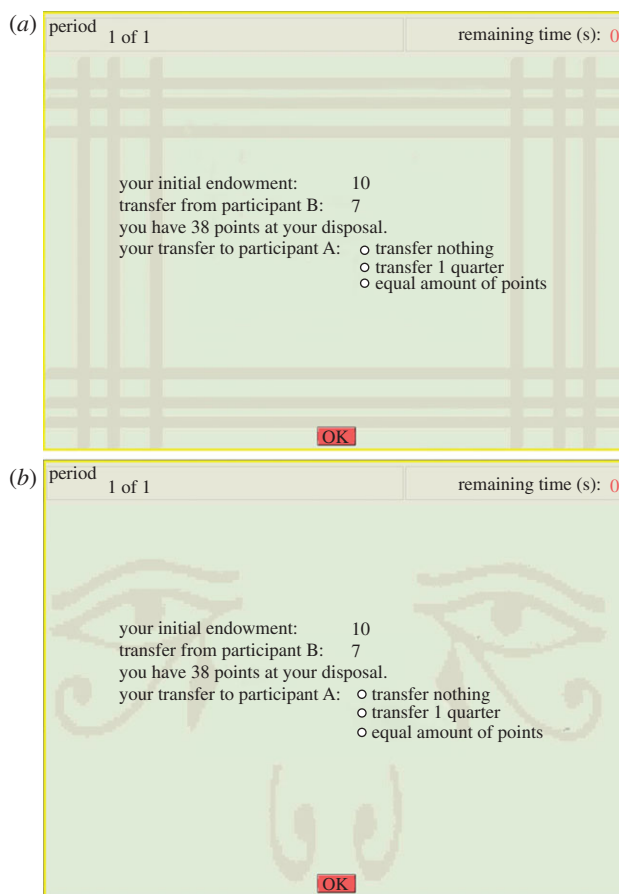 (a)
period
1 of 1 remaining time (s): 0
your initial endowment: 10
transfer from participant B: 7
you have 38 points at your disposal.
your transfer to participant A: transfer nothing
transfer 1 quarter
equal amount of points
OK
(b)
period
1 of 1 remaining time (s): 0
your initial endowment: 10
transfer from participant B: 7
you have 38 points at your disposal.
your transfer to participant A: transfer nothing
transfer 1 quarter
equal amount of points
OK